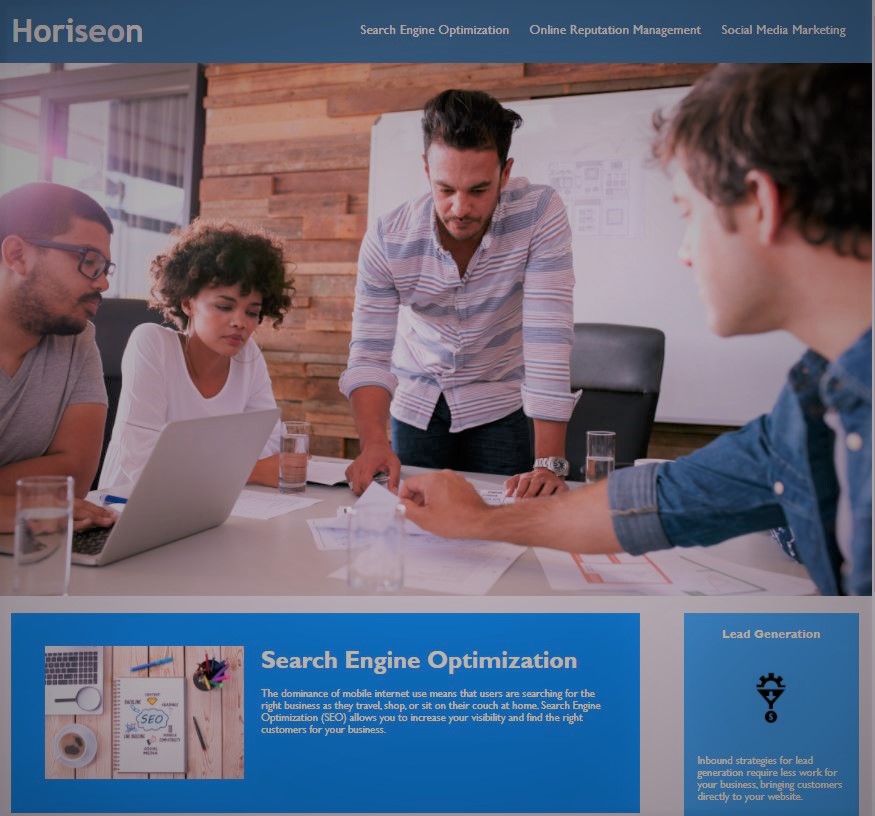 Horiseon
Search Engine Optimization
Online Reputation Management
Social Media Marketing
Search Engine Optimization
The dominance of mobile internet use means that users are searching for the
right business as they travel, shop, or sit on their couch at home. Search Engine
Optimization (SEO) allows you to increase your visibility and find the right
customers for your business.
SEO
Lead Generation
$
Inbound strategies for lead
generation require less work for
your business, bringing customers
directly to your website.